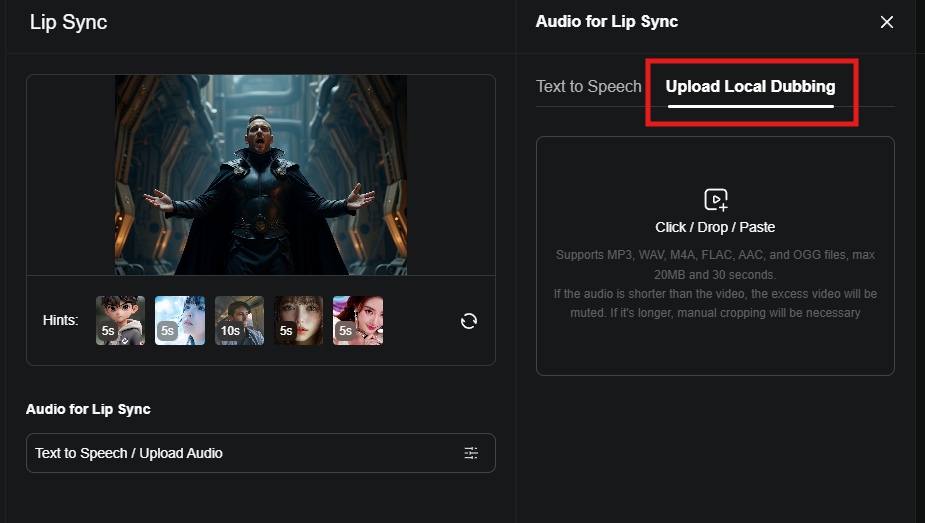 Lip Sync
Hints:
5s
5s
10s
5s
5s
Audio for Lip Sync
Text to Speech / Upload Audio
Audio for Lip Sync
Text to Speech
Upload Local Dubbing
Click / Drop / Paste
Supports MP3, WAV, M4A, FLAC, AAC, and OGG files, max
20MB and 30 seconds.
If the audio is shorter than the video, the excess video will be
muted. If it's longer, manual cropping will be necessary